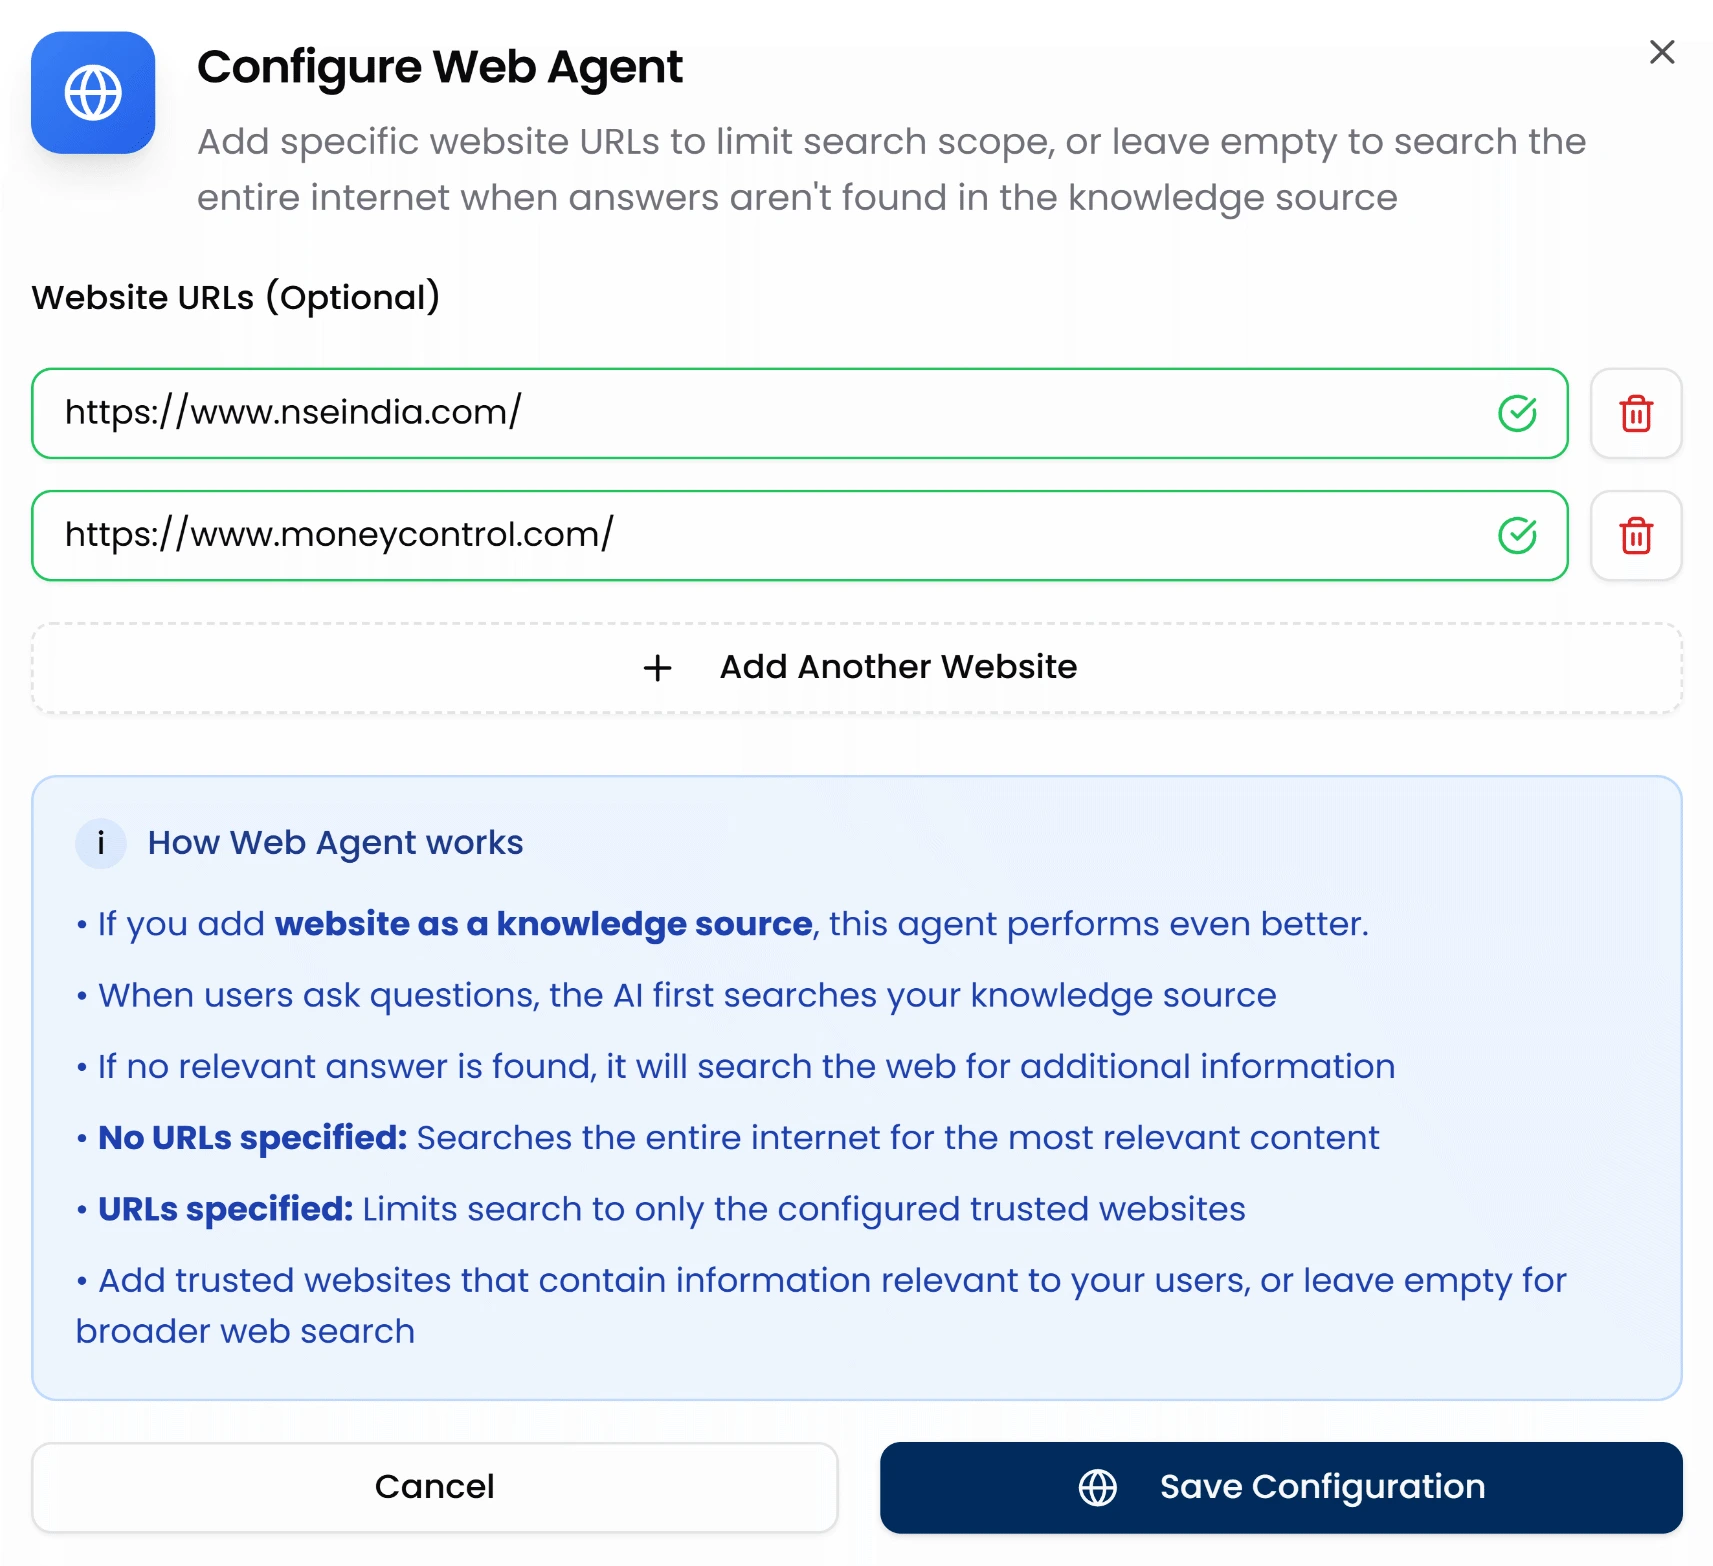 Configure Web Agent
Add specific website URLs to limit search scope, or leave empty to search the
entire internet when answers aren't found in the knowledge source
Website URLs (Optional)
https://www.nseindia.com/
https://www.moneycontrol.com/
Add Another Website
i How Web Agent works
• If you add website as a knowledge source, this agent performs even better.
• When users ask questions, the AI first searches your knowledge source
• If no relevant answer is found, it will search the web for additional information
• No URLs specified: Searches the entire internet for the most relevant content
• URLs specified: Limits search to only the configured trusted websites
• Add trusted websites that contain information relevant to your users, or leave empty for
broader web search
Cancel
Save Configuration